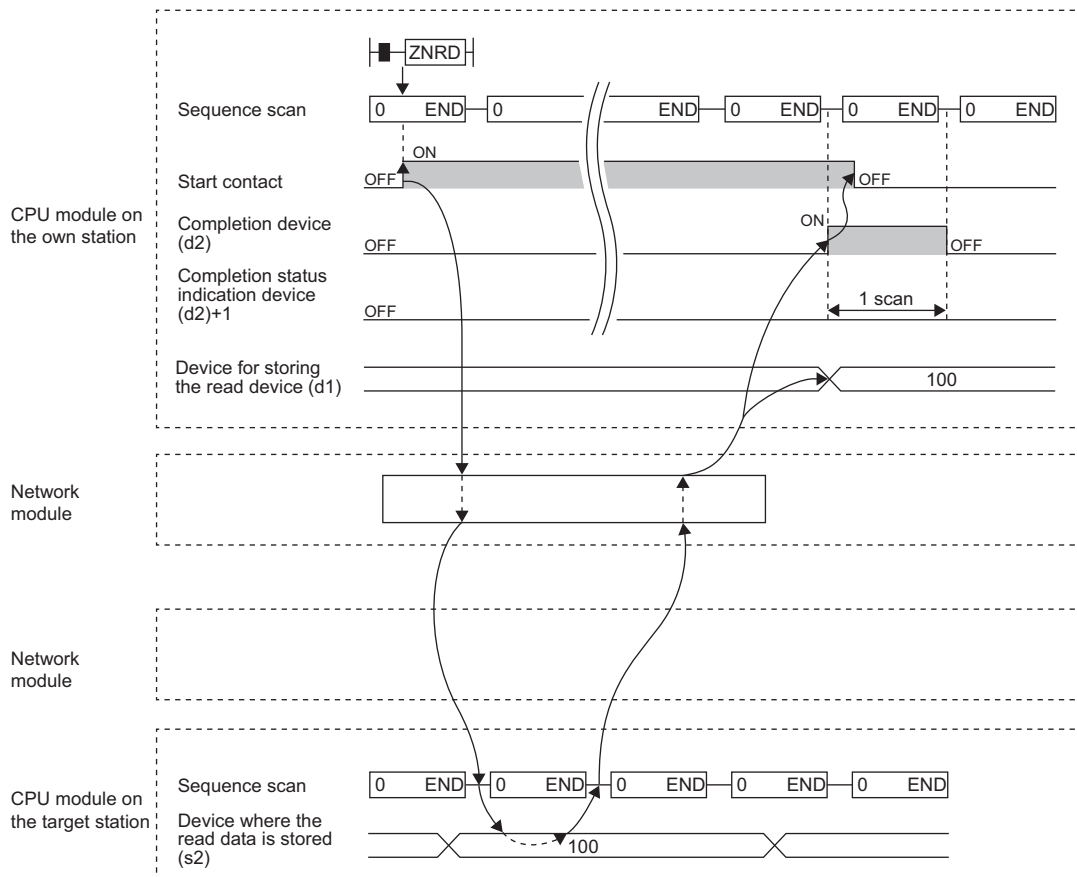 ZNRD
Sequence scan
0 END 0 END 0 END 0 END 0 END
ON
Start contact
OFF
OFF
CPU module on
the own station
Completion device
(d2)
ON
OFF
OFF
Completion status
indication device
(d2)+1
OFF
1 scan
Device for storing
the read device (d1)
100
Network
module
Network
module
CPU module on
the target station
Sequence scan
0 END 0 END 0 END 0 END 0 END
Device where the
read data is stored
(s2)
100